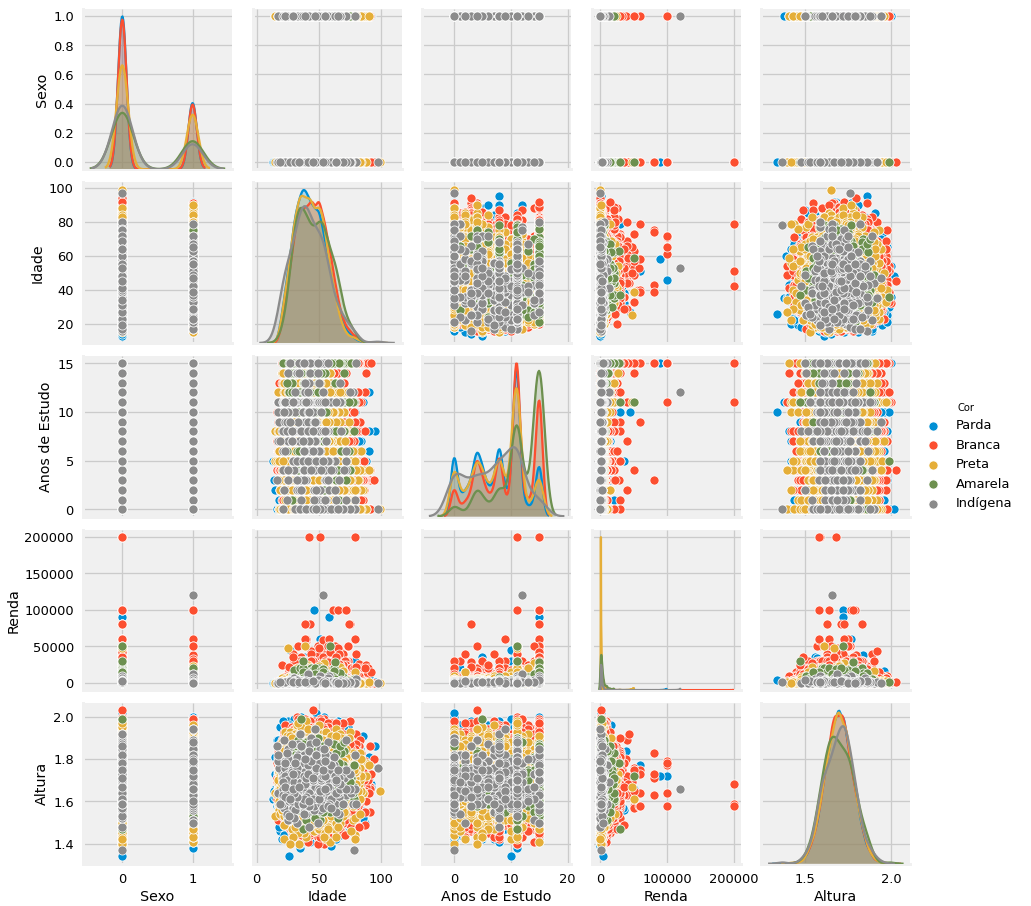 1.0
0.8
0.6
0.4
0.2
0.0
Sexo
100
80
60
40
20
Idade
15
10
5
0
Anos de Estudo
200000
150000
100000
50000
0
Renda
2.0
1.8
1.6
1.4
Altura
0 1
Sexo
0 50 100
Idade
0 10 20
Anos de Estudo
0 100000 200000
Renda
1.5 2.0
Altura
Cor
Parda
Branca
Preta
Amarela
Indígena